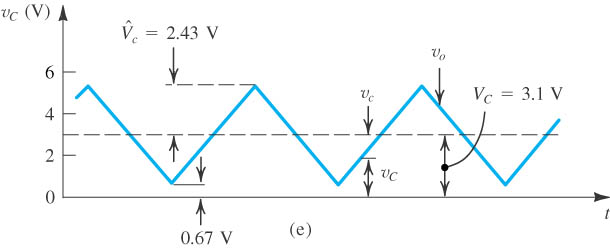 v_C (V)
V̂_c = 2.43 V
v_o
6
v_c
V_C = 3.1 V
4
2
v_C
0
t
0.67 V
(e)